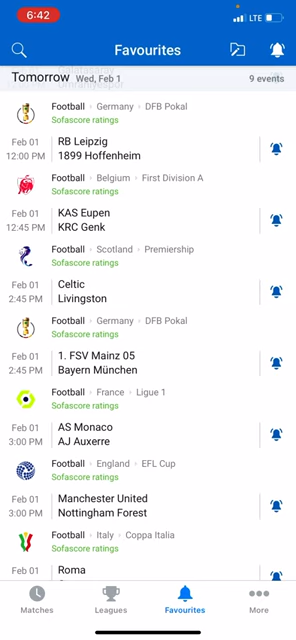 6:42
LTE
Favourites
Tomorrow Wed, Feb 1
9 events
Football Germany DFB Pokal
Sofascore ratings
Feb 01 RB Leipzig
12:00 PM 1899 Hoffenheim
Football Belgium First Division A
Sofascore ratings
Feb 01 KAS Eupen
12:45 PM KRC Genk
Football Scotland Premiership
Sofascore ratings
Feb 01 Celtic
2:45 PM Livingston
Football Germany DFB Pokal
Sofascore ratings
Feb 01 1. FSV Mainz 05
2:45 PM Bayern München
Football France Ligue 1
Sofascore ratings
Feb 01 AS Monaco
3:00 PM AJ Auxerre
Football England EFL Cup
Sofascore ratings
Feb 01 Manchester United
3:00 PM Nottingham Forest
Football Italy Coppa Italia
Sofascore ratings
Feb 01 Roma
Matches Leagues Favourites More